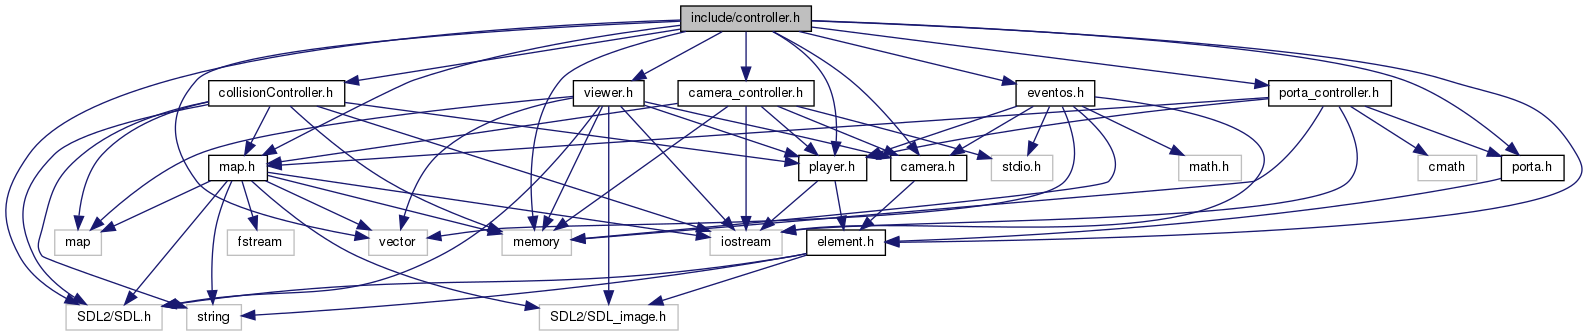 include/controller.h
collisionController.h
viewer.h
camera_controller.h
eventos.h
porta_controller.h
map.h
player.h
camera.h
stdio.h
math.h
cmath
porta.h
map
fstream
vector
memory
iostream
element.h
SDL2/SDL.h
string
SDL2/SDL_image.h